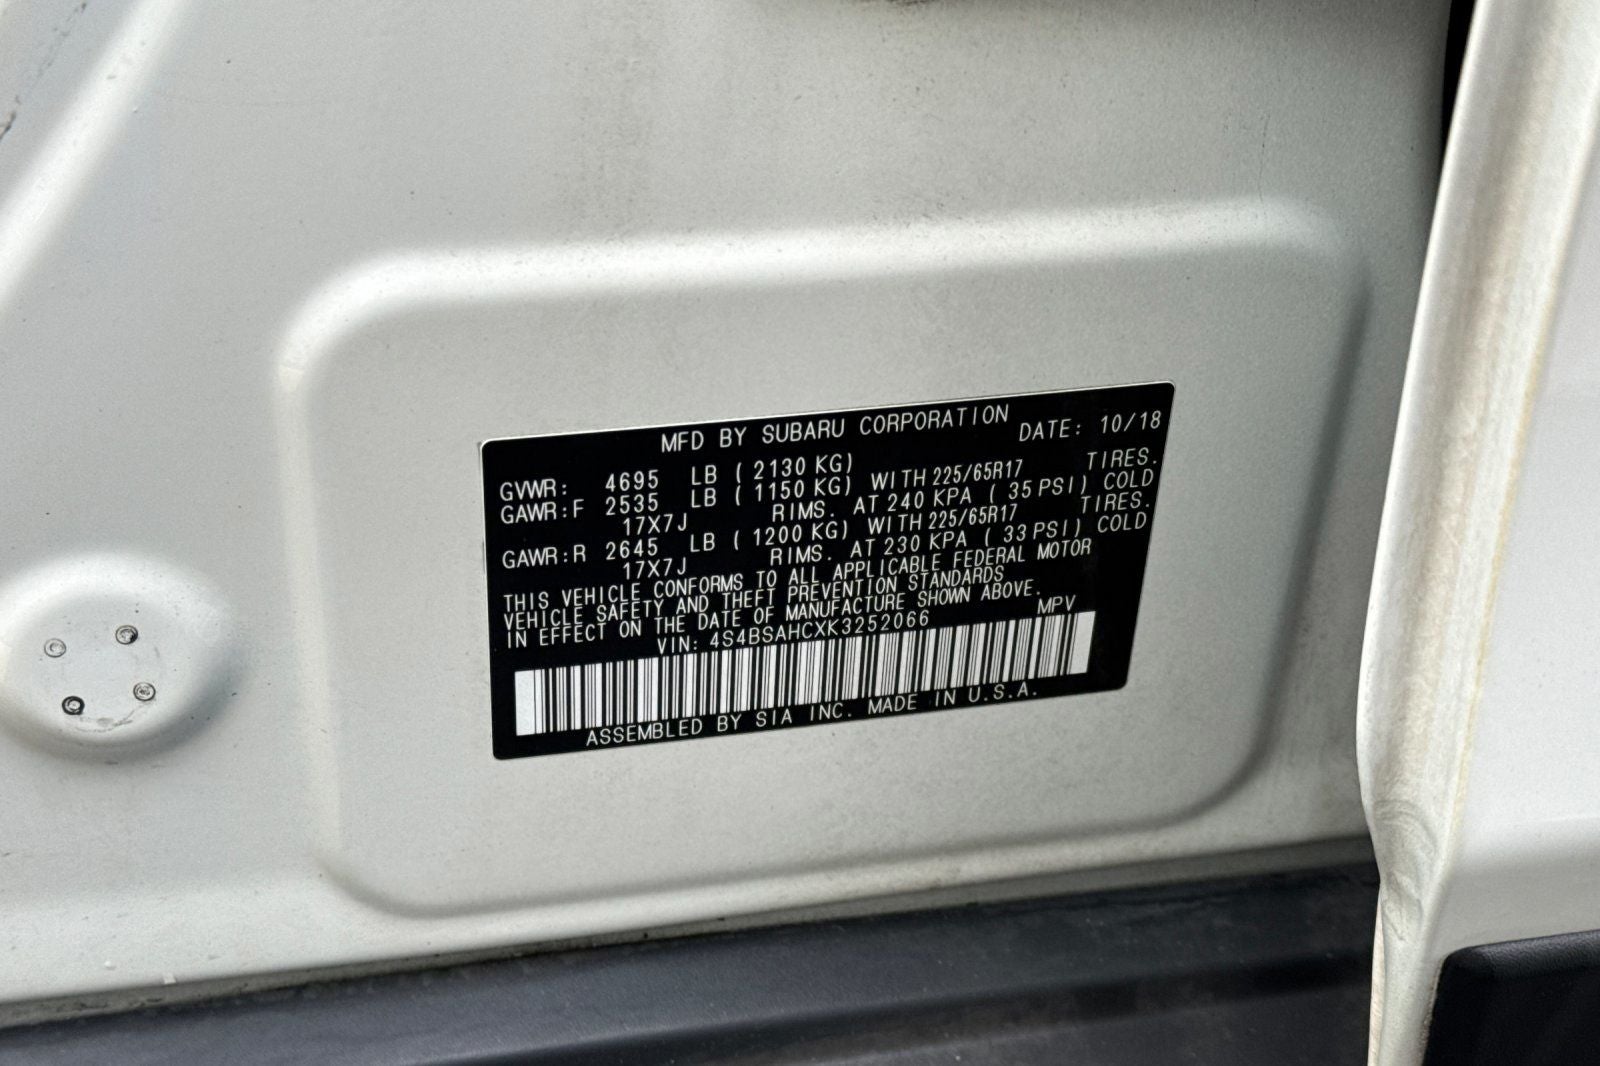 MFD BY SUBARU CORPORATION DATE: 10/18
GVWR: 4695 LB ( 2130 KG)
GAWR:F 2535 LB ( 1150 KG) WITH 225/65R17 TIRES.
17X7J RIMS. AT 240 KPA ( 35 PSI) COLD
GAWR:R 2645 LB ( 1200 KG) WITH 225/65R17 TIRES.
17X7J RIMS. AT 230 KPA ( 33 PSI) COLD
THIS VEHICLE CONFORMS TO ALL APPLICABLE FEDERAL MOTOR
VEHICLE SAFETY AND THEFT PREVENTION STANDARDS
IN EFFECT ON THE DATE OF MANUFACTURE SHOWN ABOVE.
VIN: 4S4BSAHCXK3252066 MPV
ASSEMBLED BY SIA INC. MADE IN U.S.A.